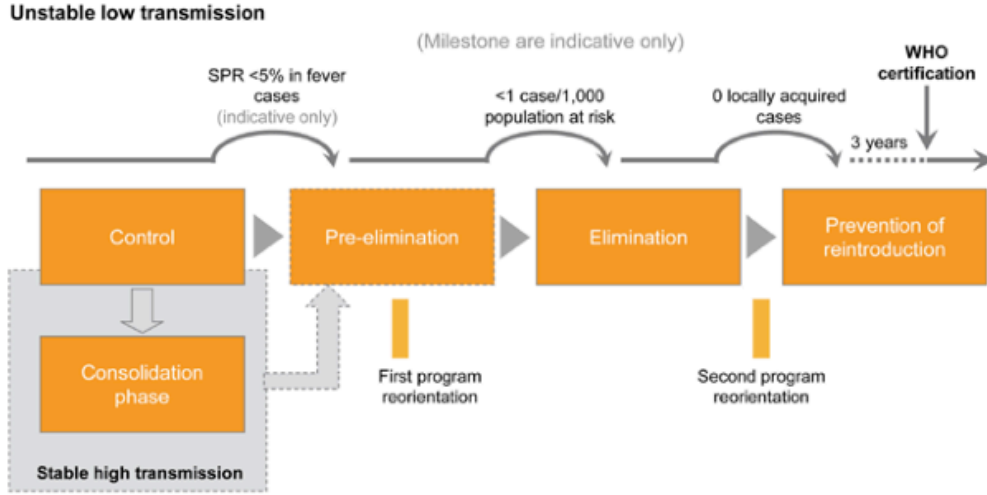 Unstable low transmission
(Milestone are indicative only)
WHO
certification
SPR <5% in fever
cases
(indicative only)
<1 case/1,000
population at risk
0 locally acquired
cases
3 years
Control
Pre-elimination
Elimination
Prevention of
reintroduction
Consolidation
phase
First program
reorientation
Second program
reorientation
Stable high transmission